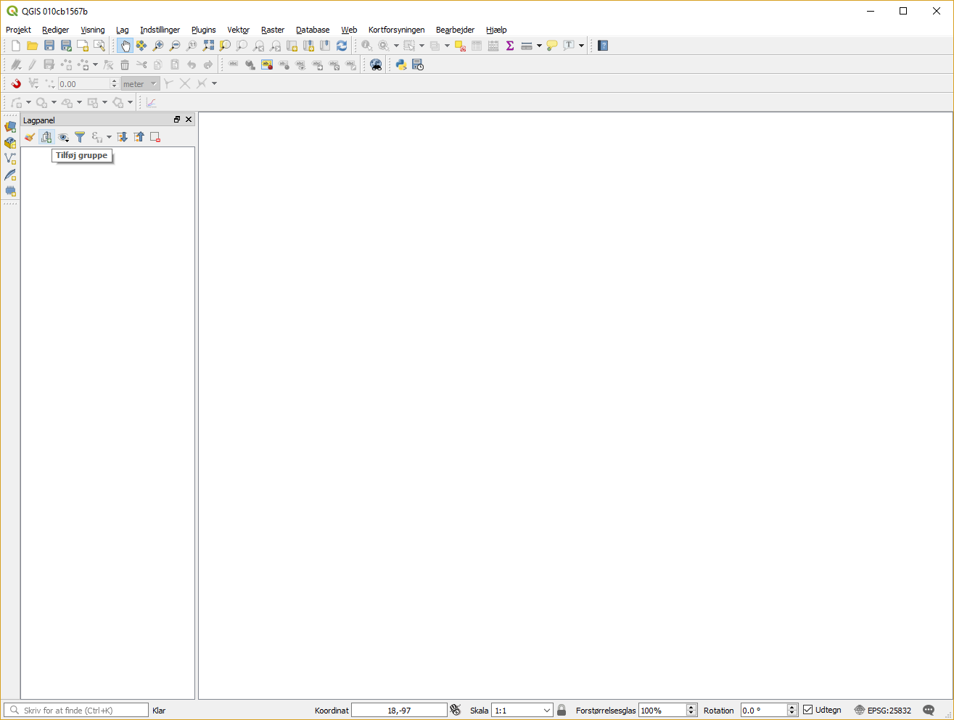 QGIS 010cb1567b
Projekt Rediger Visning Lag Indstillinger Plugins Vektor Raster Database Web Kortforsyningen Bearbejder Hjælp
0.00 meter
Lagpanel
Tilføj gruppe
Skriv for at finde (Ctrl+K) Klar Koordinat 18,-97 Skala 1:1 Forstørrelsesglas 100% Rotation 0.0 ° Udtegn EPSG:25832